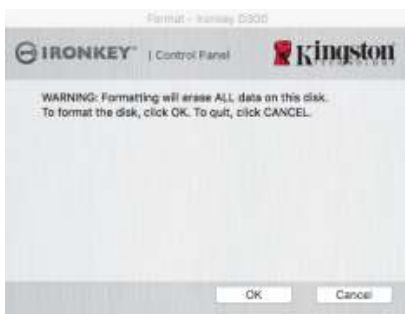 Format - Ironkey D300
IRONKEY | Control Panel
Kingston
TECHNOLOGY
WARNING: Formatting will erase ALL data on this disk.
To format the disk, click OK. To quit, click CANCEL.
OK Cancel